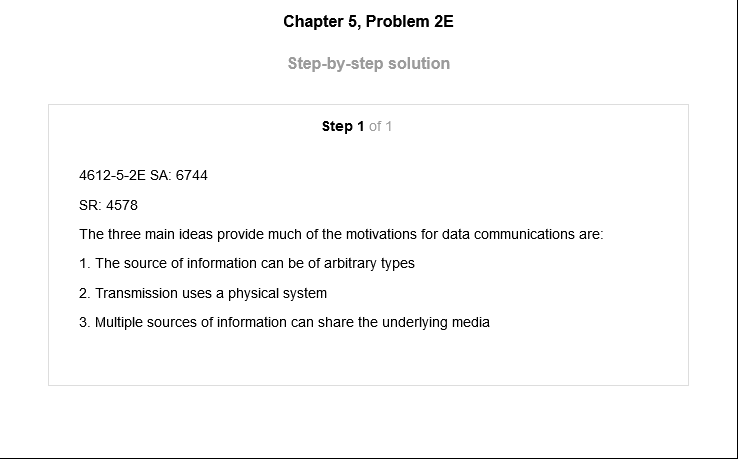 Chapter 5, Problem 2E
Step-by-step solution
Step 1 of 1
4612-5-2E SA: 6744
SR: 4578
The three main ideas provide much of the motivations for data communications are:
1. The source of information can be of arbitrary types
2. Transmission uses a physical system
3. Multiple sources of information can share the underlying media